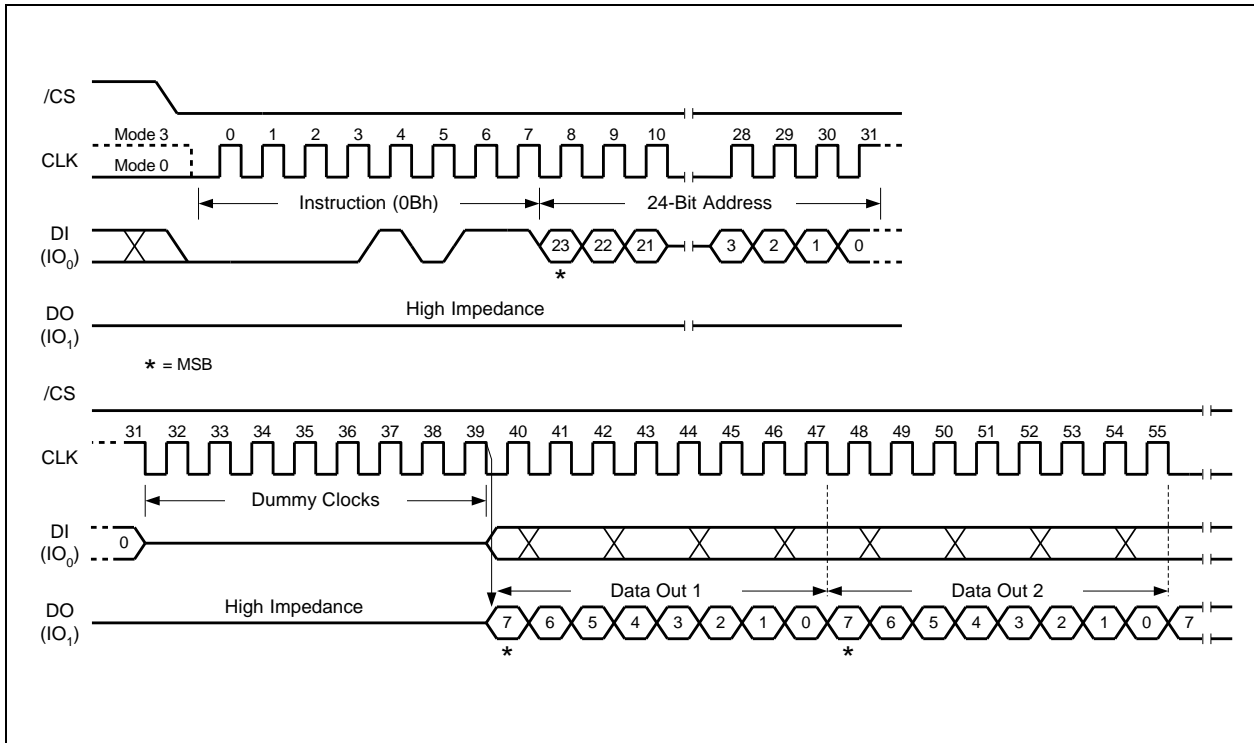 /CS
Mode 3
0 1 2 3 4 5 6 7 8 9 10 28 29 30 31
CLK
Mode 0
Instruction (0Bh)
24-Bit Address
DI
(IO0)
23 22 21 3 2 1 0
*
DO
(IO1)
High Impedance
* = MSB
/CS
31 32 33 34 35 36 37 38 39 40 41 42 43 44 45 46 47 48 49 50 51 52 53 54 55
CLK
Dummy Clocks
DI
(IO0)
0
Data Out 1
Data Out 2
DO
(IO1)
High Impedance
7 6 5 4 3 2 1 0 7 6 5 4 3 2 1 0 7
* *